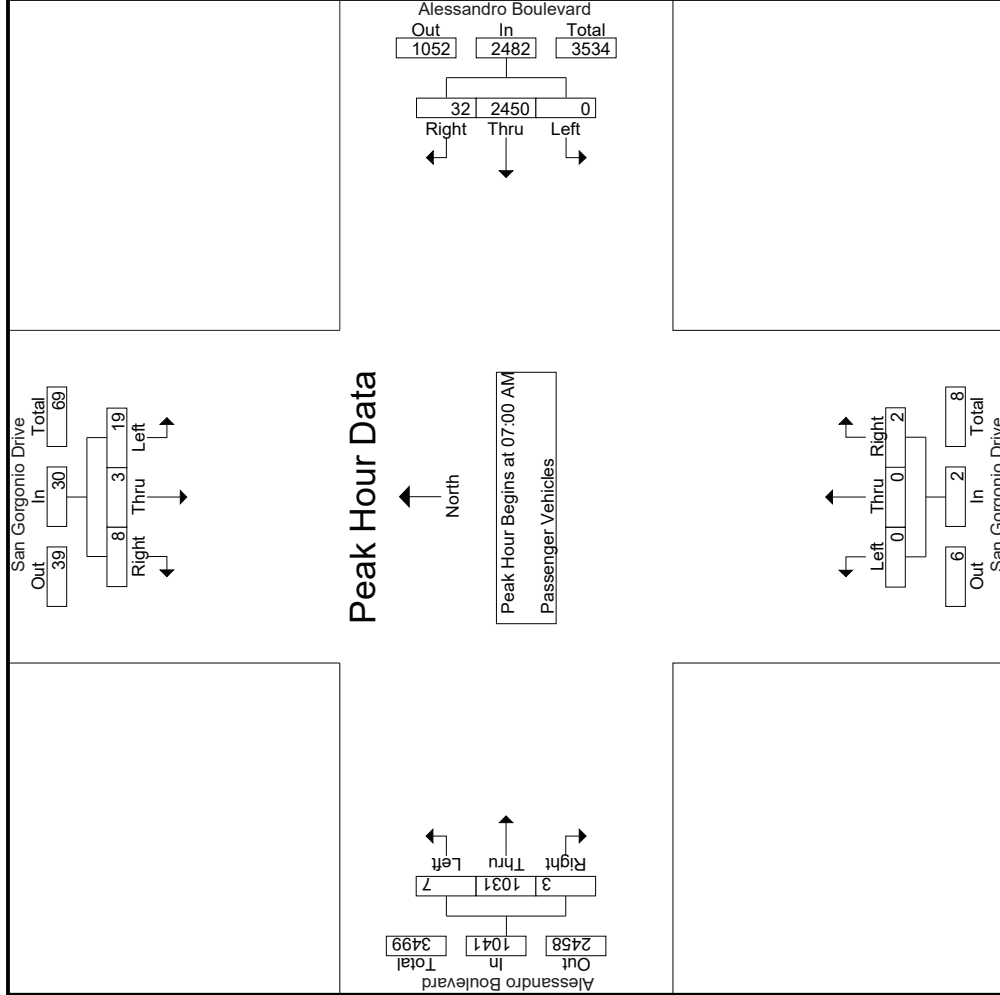 Alessandro Boulevard
Out In Total
1052 2482 3534
32 2450 0
Right Thru Left
San Gorgonio Drive
Out In Total
39 30 69
8 3 19
Right Thru Left
Peak Hour Data
North
Peak Hour Begins at 07:00 AM
Passenger Vehicles
Left Thru Right
0 0 2
6 2 8
Out In Total
San Gorgonio Drive
Left Thru Right
7 1031 3
3499 1041 2458
Total In Out
Alessandro Boulevard